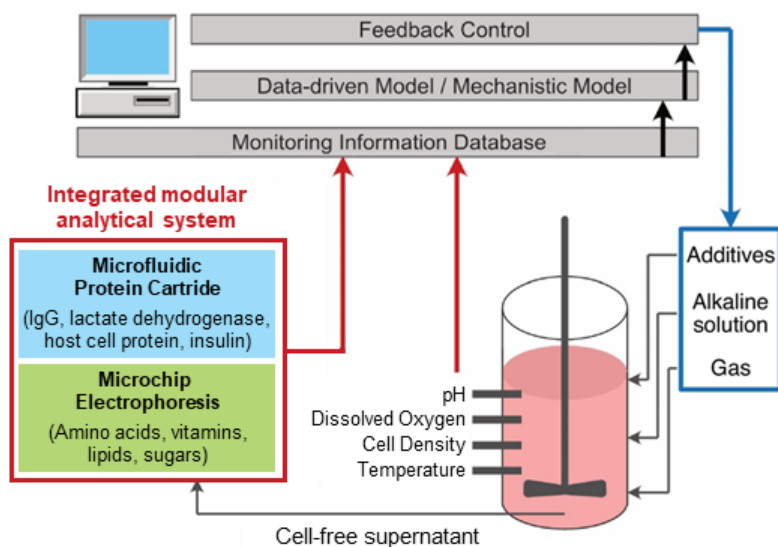 Feedback Control
Data-driven Model / Mechanistic Model
Monitoring Information Database
Integrated modular
analytical system
Microfluidic
Protein Cartride
(IgG, lactate dehydrogenase,
host cell protein, insulin)
Microchip
Electrophoresis
(Amino acids, vitamins,
lipids, sugars)
pH
Dissolved Oxygen
Cell Density
Temperature
Additives
Alkaline
solution
Gas
Cell-free supernatant